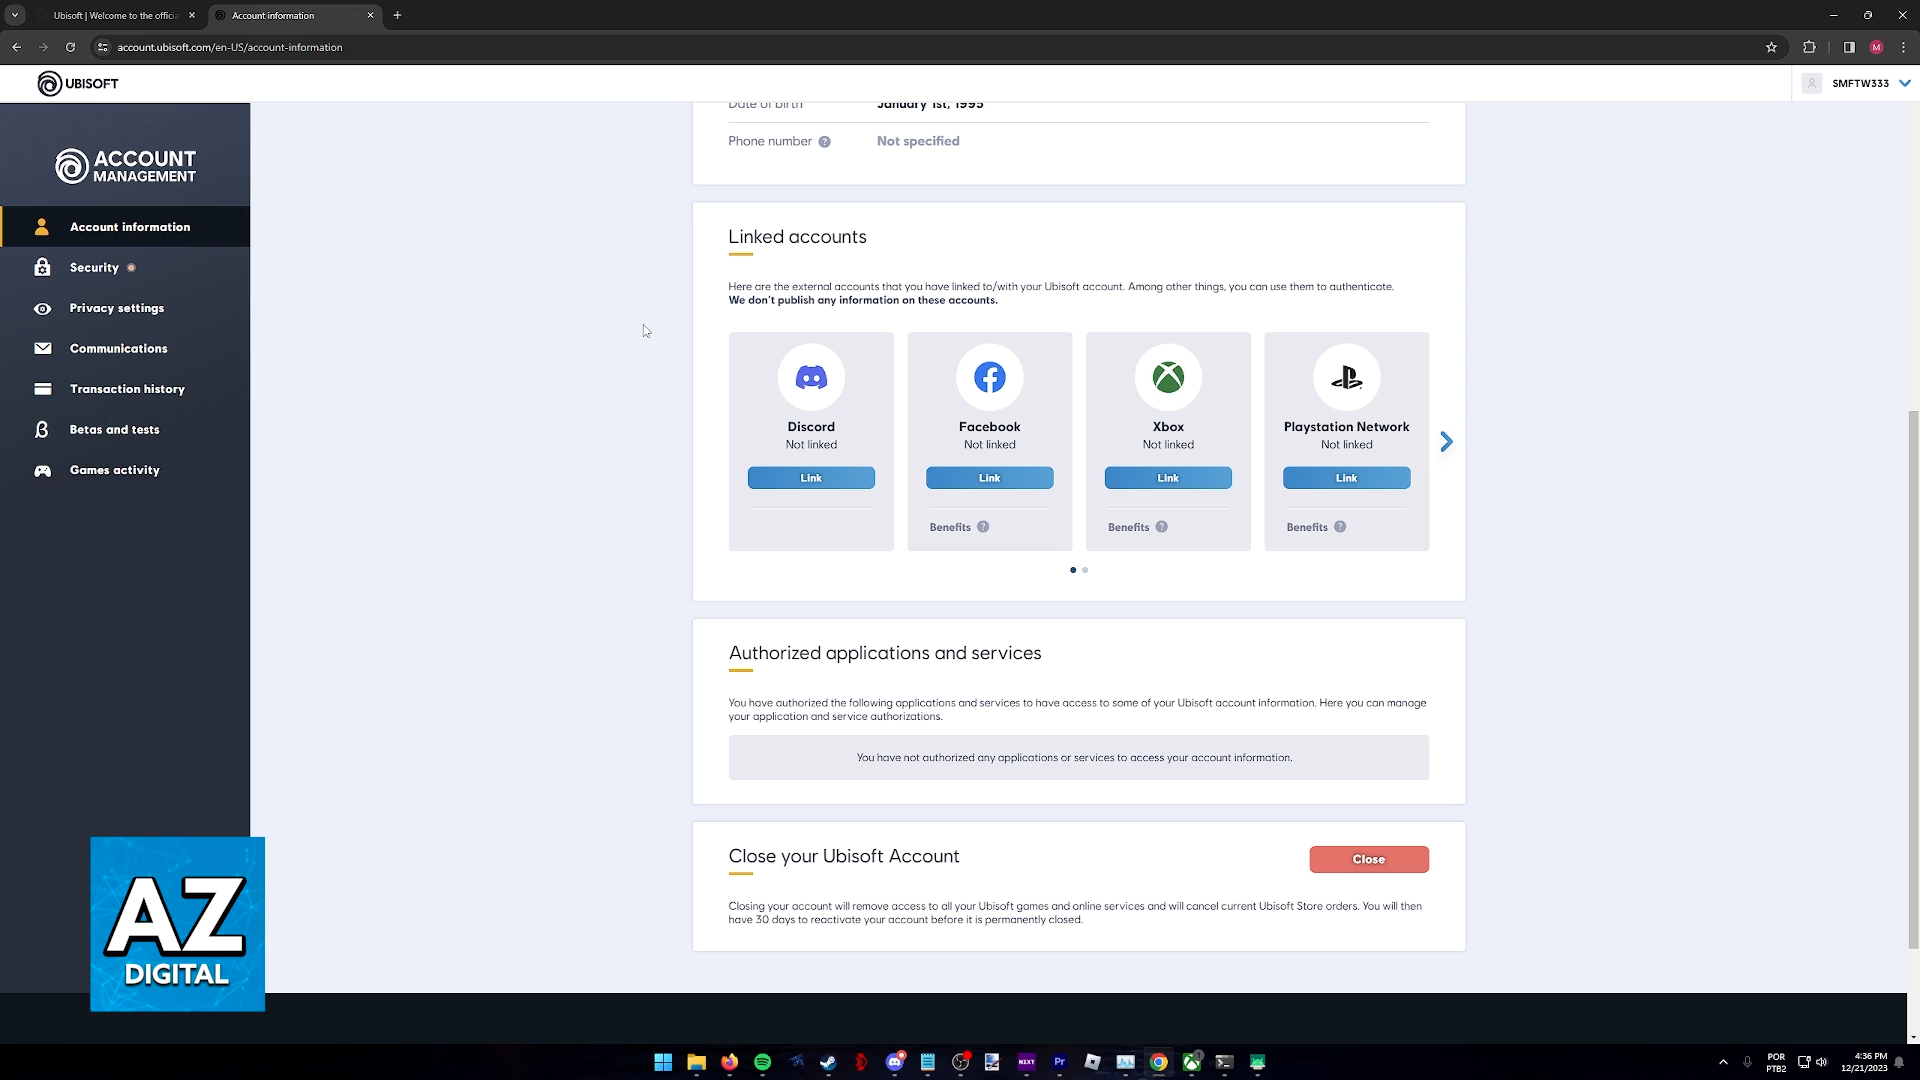 Ubisoft | Welcome to the officia
Account information
account.ubisoft.com/en-US/account-information
M
UBISOFT
SMFTW333
ACCOUNT
MANAGEMENT
Account information
Security
Privacy settings
Communications
Transaction history
Betas and tests
Games activity
Date of birth
January 1st, 1995
Phone number ?
Not specified
Linked accounts
Here are the external accounts that you have linked to/with your Ubisoft account. Among other things, you can use them to authenticate.
We don't publish any information on these accounts.
Discord
Not linked
Link
Facebook
Not linked
Link
Benefits ?
Xbox
Not linked
Link
Benefits ?
Playstation Network
Not linked
Link
Benefits ?
Authorized applications and services
You have authorized the following applications and services to have access to some of your Ubisoft account information. Here you can manage
your application and service authorizations.
You have not authorized any applications or services to access your account information.
Close your Ubisoft Account
Close
Closing your account will remove access to all your Ubisoft games and online services and will cancel current Ubisoft Store orders. You will then
have 30 days to reactivate your account before it is permanently closed.
AZ
DIGITAL
NZXT
Pr
POR
PTB2
4:36 PM
12/21/2023